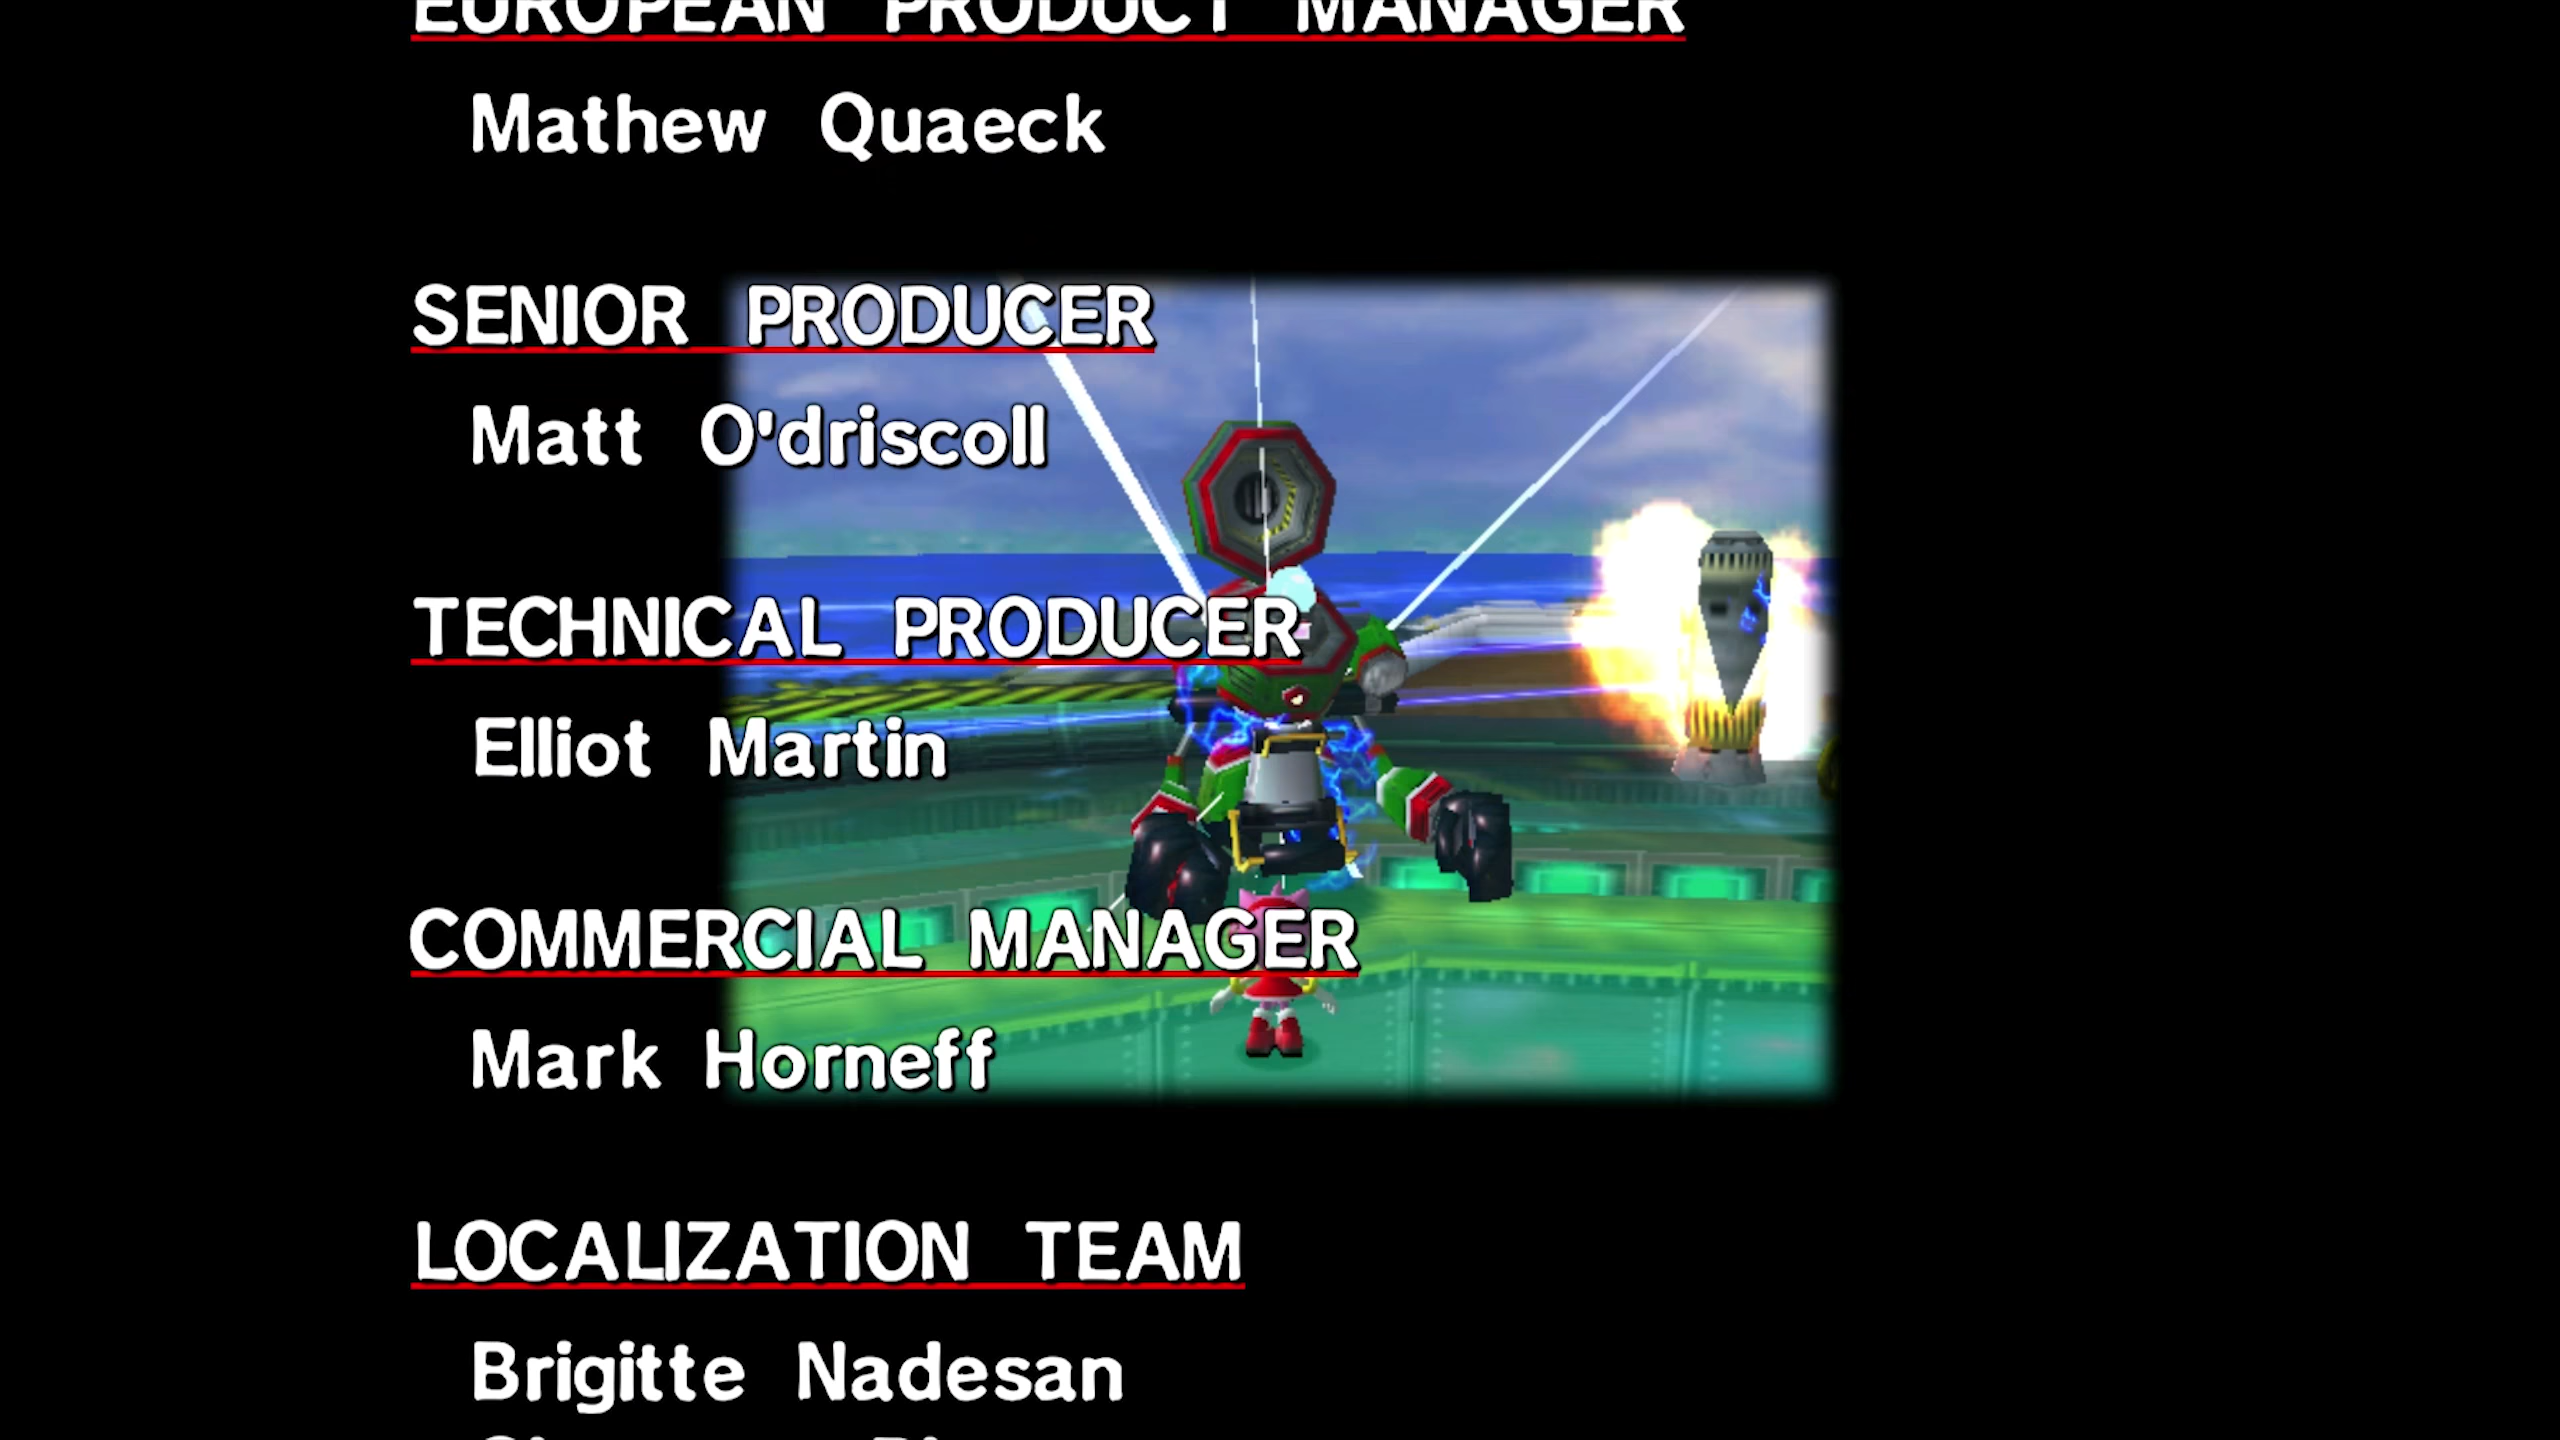 EUROPEAN PRODUCT MANAGER
Mathew Quaeck
SENIOR PRODUCER
Matt O'driscoll
TECHNICAL PRODUCER
Elliot Martin
COMMERCIAL MANAGER
Mark Horneff
LOCALIZATION TEAM
Brigitte Nadesan